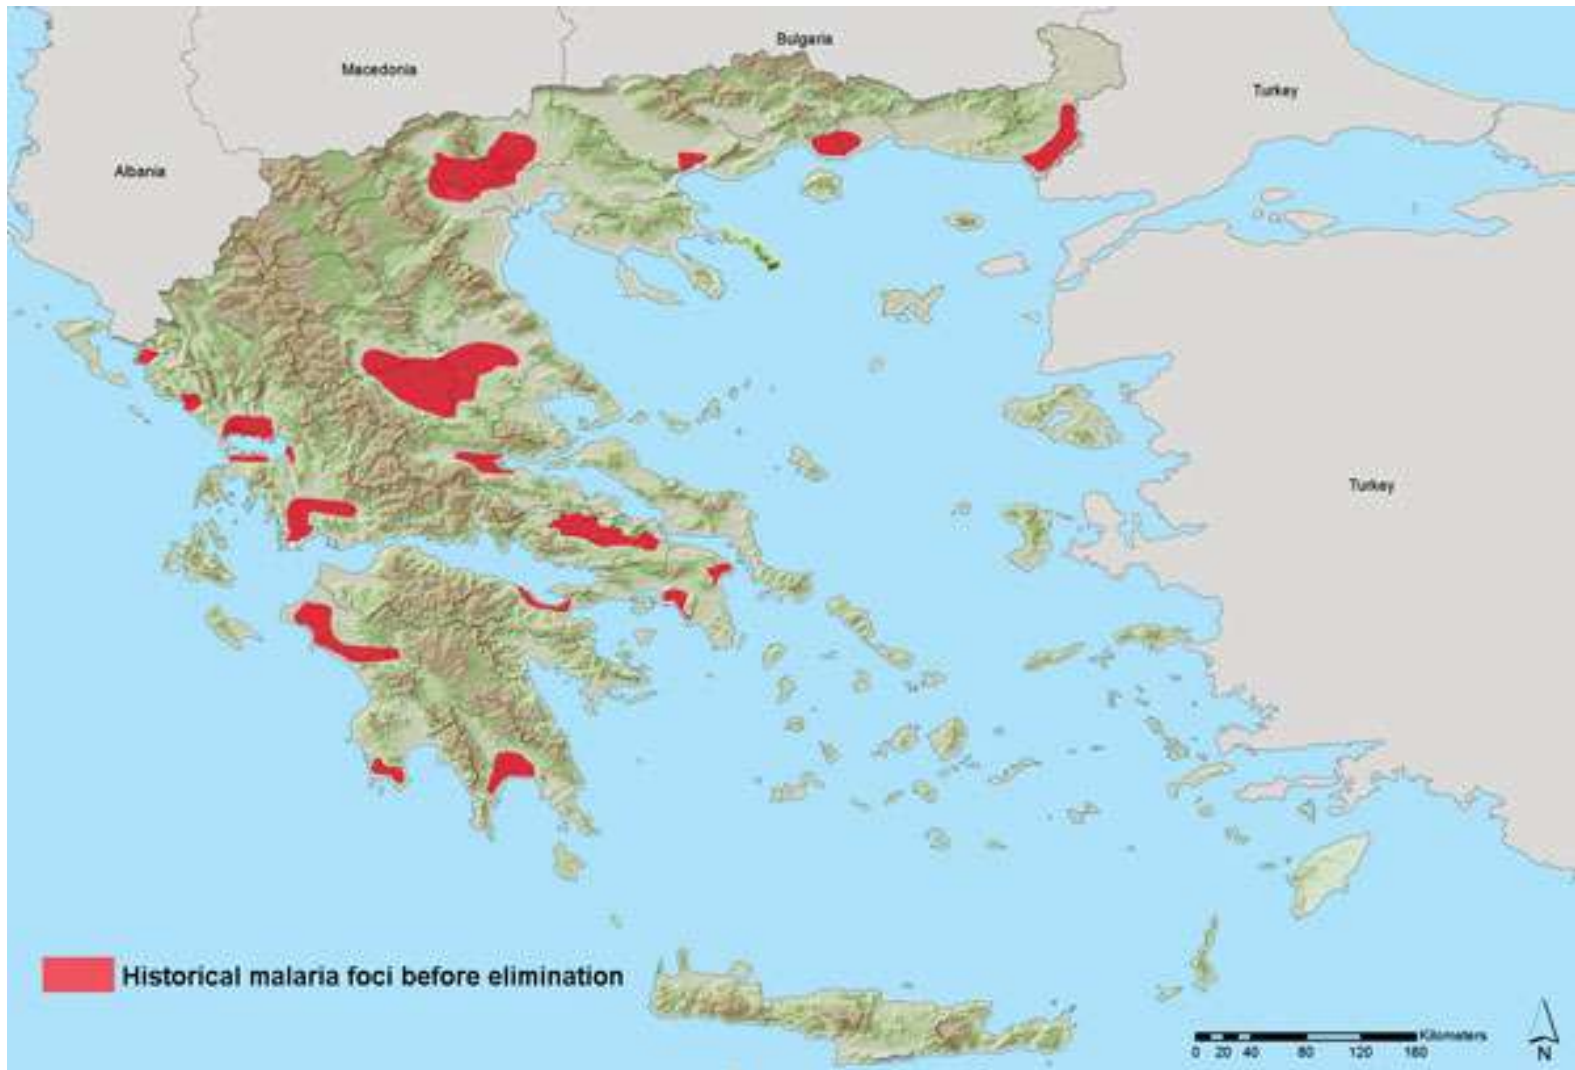 Bulgaria
Macedonia
Turkey
Albania
Turkey
Historical malaria foci before elimination
Kilometers
0 20 40 80 120 160
N